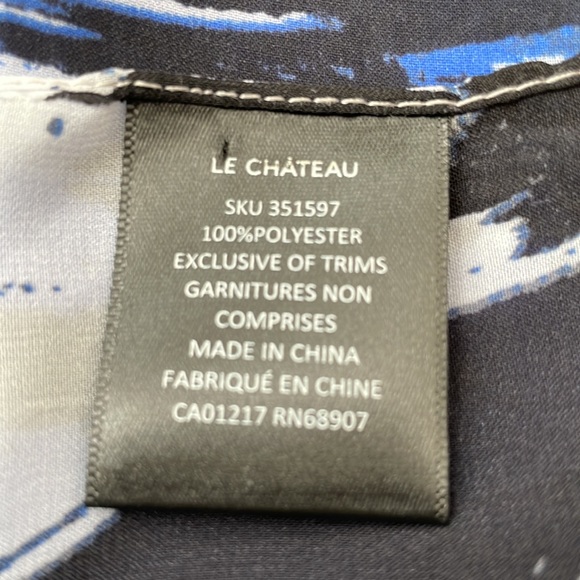 LE CHÂTEAU
SKU 351597
100%POLYESTER
EXCLUSIVE OF TRIMS
GARNITURES NON
COMPRISES
MADE IN CHINA
FABRIQUÉ EN CHINE
CA01217 RN68907